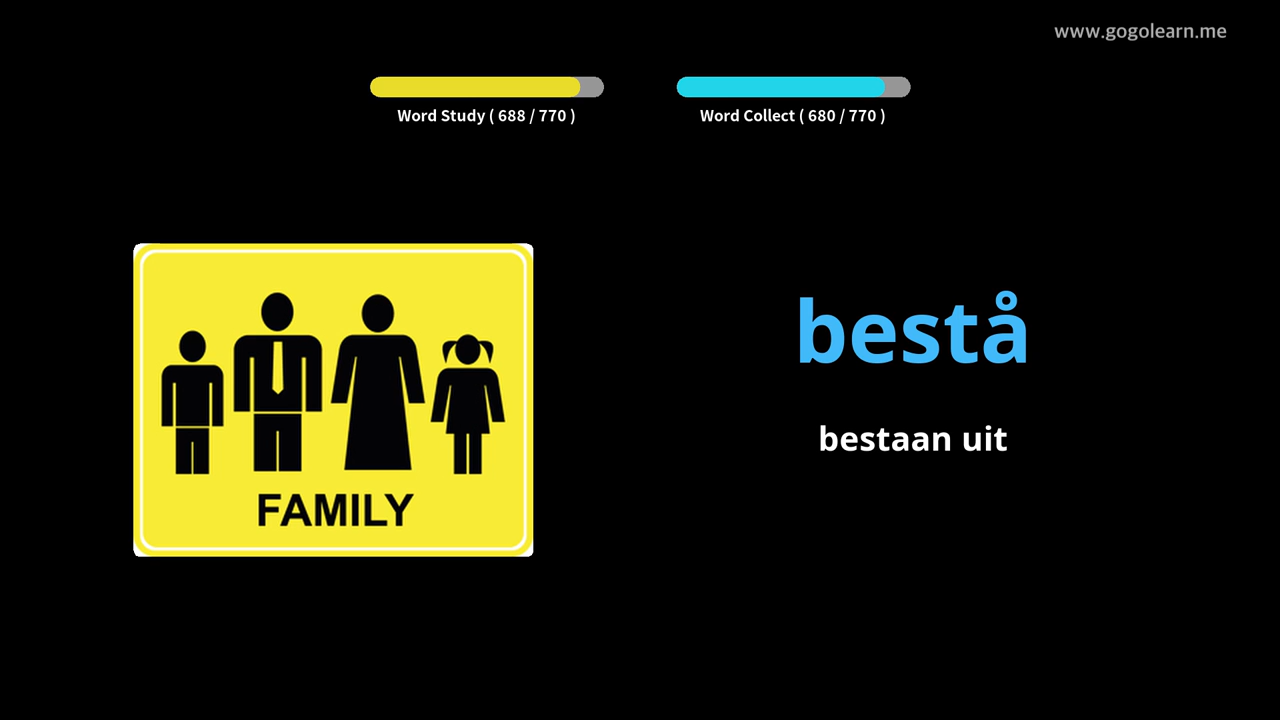 www.gogolearn.me
Word Study ( 688 / 770 )
Word Collect ( 680 / 770 )
FAMILY
bestå
bestaan uit